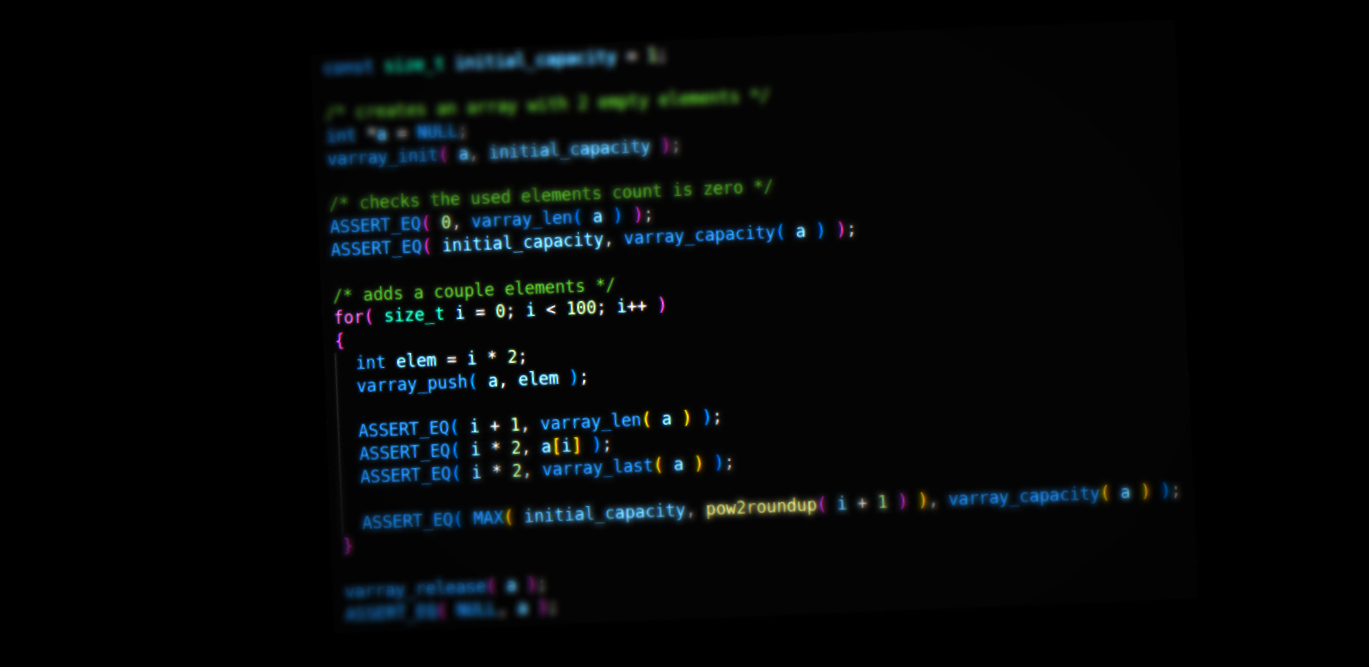 const size_t initial_capacity = 1;
/* creates an array with 2 empty elements */
int *a = NULL;
varray_init( a, initial_capacity );
/* checks the used elements count is zero */
ASSERT_EQ( 0, varray_len( a ) );
ASSERT_EQ( initial_capacity, varray_capacity( a ) );
/* adds a couple elements */
for( size_t i = 0; i < 100; i++ )
{
int elem = i * 2;
varray_push( a, elem );
ASSERT_EQ( i + 1, varray_len( a ) );
ASSERT_EQ( i * 2, a[i] );
ASSERT_EQ( i * 2, varray_last( a ) );
ASSERT_EQ( MAX( initial_capacity, pow2roundup( i + 1 ) ), varray_capacity( a ) );
}
varray_release( a );
ASSERT_EQ( NULL, a );